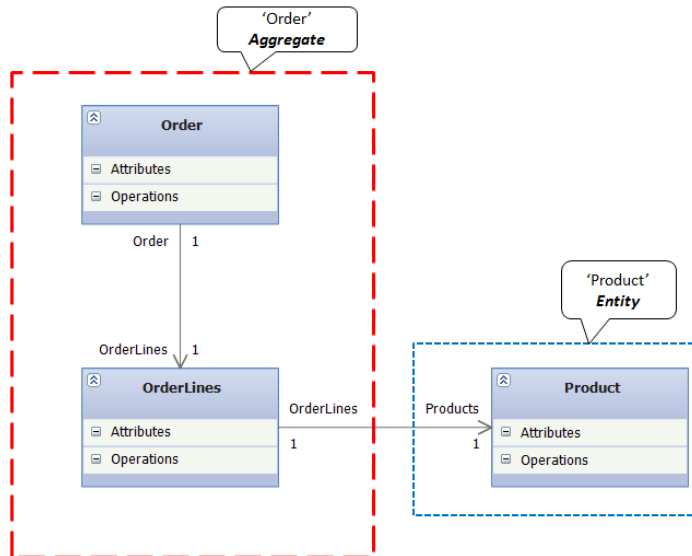 ‘Order’
Aggregate
Order
Attributes
Operations
Order 1
‘Product’
Entity
OrderLines 1
OrderLines
Attributes
Operations
OrderLines
1
Products
1
Product
Attributes
Operations